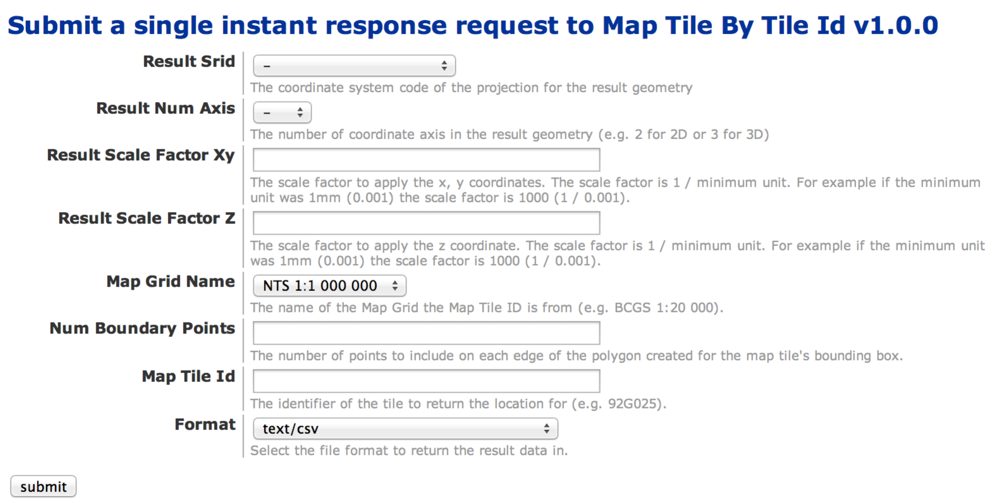 Submit a single instant response request to Map Tile By Tile Id v1.0.0
Result Srid
–
The coordinate system code of the projection for the result geometry
Result Num Axis
–
The number of coordinate axis in the result geometry (e.g. 2 for 2D or 3 for 3D)
Result Scale Factor Xy
The scale factor to apply the x, y coordinates. The scale factor is 1 / minimum unit. For example if the minimum
unit was 1mm (0.001) the scale factor is 1000 (1 / 0.001).
Result Scale Factor Z
The scale factor to apply the z coordinate. The scale factor is 1 / minimum unit. For example if the minimum unit
was 1mm (0.001) the scale factor is 1000 (1 / 0.001).
Map Grid Name
NTS 1:1 000 000
The name of the Map Grid the Map Tile ID is from (e.g. BCGS 1:20 000).
Num Boundary Points
The number of points to include on each edge of the polygon created for the map tile's bounding box.
Map Tile Id
The identifier of the tile to return the location for (e.g. 92G025).
Format
text/csv
Select the file format to return the result data in.
submit